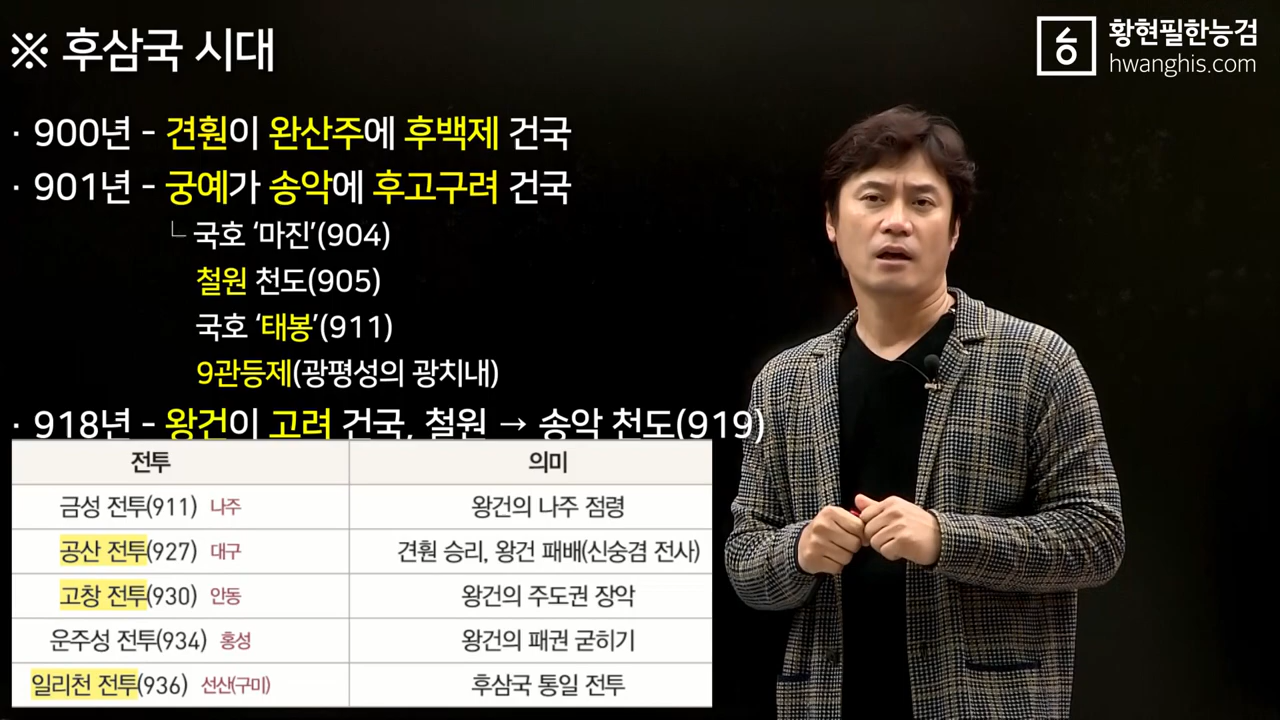 ※ 후삼국 시대
황현필한능검
hwanghis.com
· 900년 - 견훤이 완산주에 후백제 건국
· 901년 - 궁예가 송악에 후고구려 건국
└ 국호 ‘마진’(904)
철원 천도(905)
국호 ‘태봉’(911)
9관등제(광평성의 광치내)
· 918년 - 왕건이 고려 건국, 철원 → 송악 천도(919)
전투 의미
금성 전투(911) 나주 왕건의 나주 점령
공산 전투(927) 대구 견훤 승리, 왕건 패배(신숭겸 전사)
고창 전투(930) 안동 왕건의 주도권 장악
운주성 전투(934) 홍성 왕건의 패권 굳히기
일리천 전투(936) 선산(구미) 후삼국 통일 전투